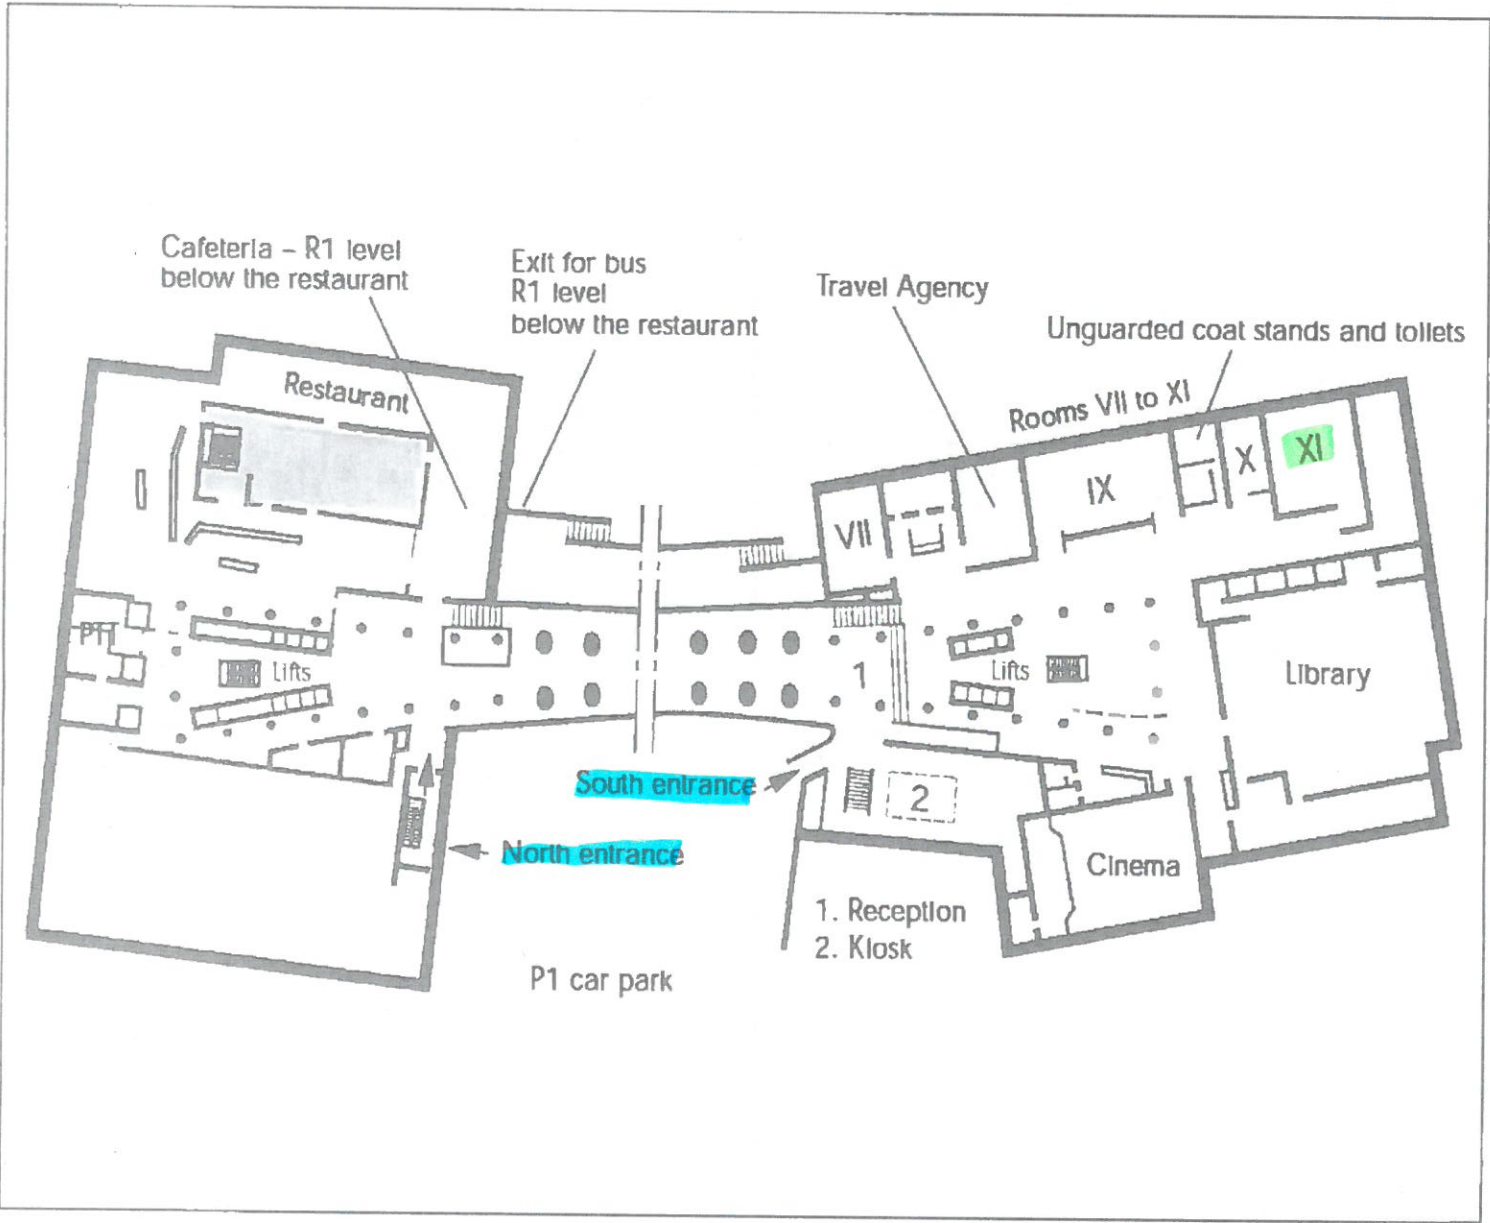 Cafeteria – R1 level
below the restaurant
Exit for bus
R1 level
below the restaurant
Travel Agency
Unguarded coat stands and toilets
Restaurant
Rooms VII to XI
VII
IX
X
XI
PTT
Lifts
1
Lifts
Library
South entrance
2
North entrance
Cinema
1. Reception
2. Kiosk
P1 car park